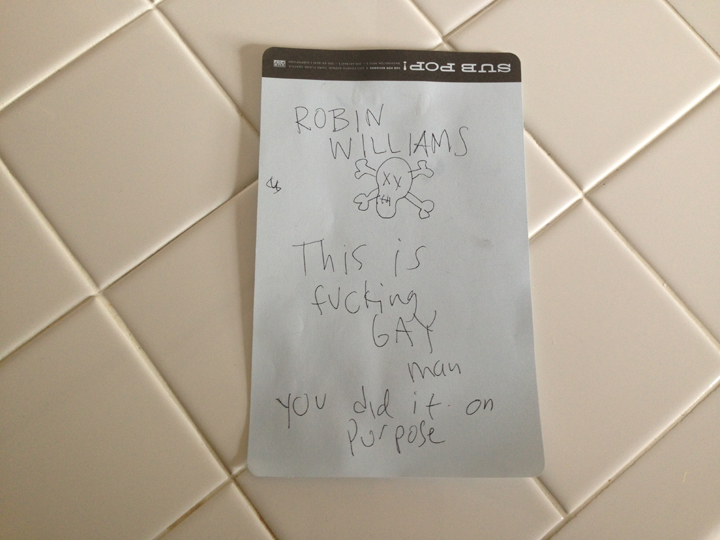 SUB POP!
ROBIN
WILLIAMS
This is
fucking
GAY
man
you did it on
purpose